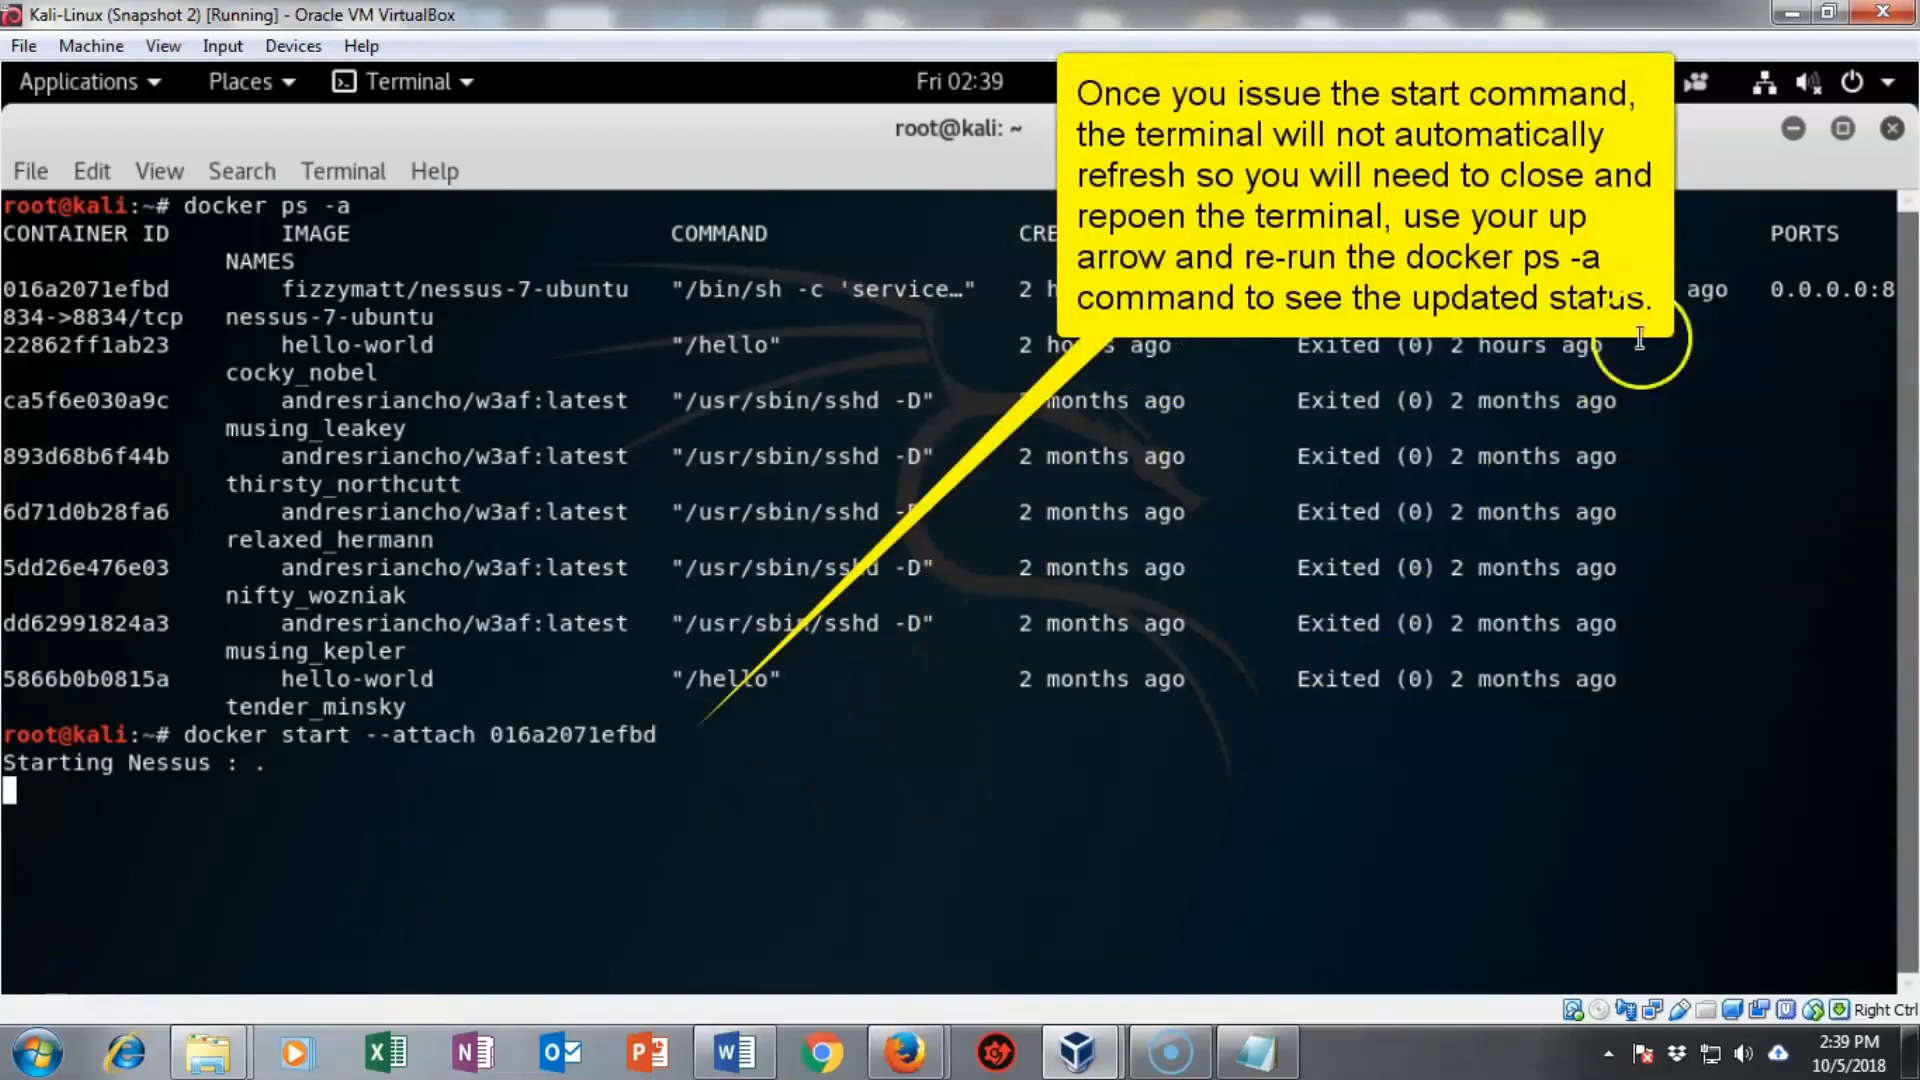 Kali-Linux (Snapshot 2) [Running] - Oracle VM VirtualBox
File Machine View Input Devices Help
Applications Places Terminal Fri 02:39
root@kali: ~
File Edit View Search Terminal Help
Once you issue the start command,
the terminal will not automatically
refresh so you will need to close and
repoen the terminal, use your up
arrow and re-run the docker ps -a
command to see the updated status.
root@kali:~# docker ps -a
CONTAINER ID IMAGE COMMAND CRE PORTS
NAMES
016a2071efbd fizzymatt/nessus-7-ubuntu "/bin/sh -c 'service…" 2 h ago 0.0.0.0:8
834->8834/tcp nessus-7-ubuntu
22862ff1ab23 hello-world "/hello" 2 hours ago Exited (0) 2 hours ago
cocky_nobel
ca5f6e030a9c andresriancho/w3af:latest "/usr/sbin/sshd -D" 2 months ago Exited (0) 2 months ago
musing_leakey
893d68b6f44b andresriancho/w3af:latest "/usr/sbin/sshd -D" 2 months ago Exited (0) 2 months ago
thirsty_northcutt
6d71d0b28fa6 andresriancho/w3af:latest "/usr/sbin/sshd -D" 2 months ago Exited (0) 2 months ago
relaxed_hermann
5dd26e476e03 andresriancho/w3af:latest "/usr/sbin/sshd -D" 2 months ago Exited (0) 2 months ago
nifty_wozniak
dd62991824a3 andresriancho/w3af:latest "/usr/sbin/sshd -D" 2 months ago Exited (0) 2 months ago
musing_kepler
5866b0b0815a hello-world "/hello" 2 months ago Exited (0) 2 months ago
tender_minsky
root@kali:~# docker start --attach 016a2071efbd
Starting Nessus : .
Right Ctrl
2:39 PM
10/5/2018